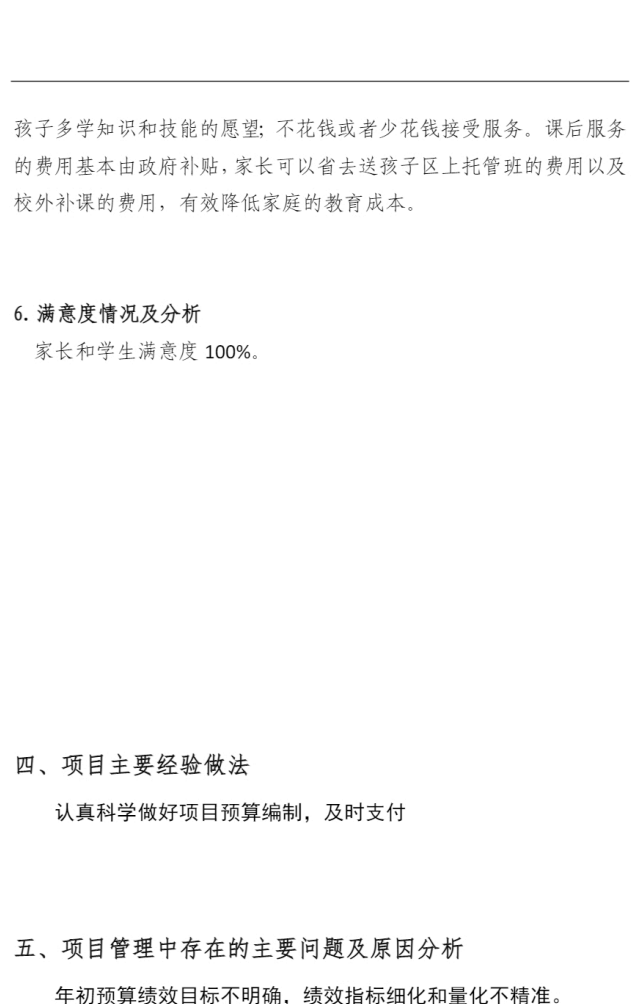 孩子多学知识和技能的愿望; 不花钱或者少花钱接受服务。课后服务
的费用基本由政府补贴,家长可以省去送孩子区上托管班的费用以及
校外补课的费用，有效降低家庭的教育成本。
6. 满意度情况及分析
家长和学生满意度 100%。
四、项目主要经验做法
认真科学做好项目预算编制，及时支付
五、项目管理中存在的主要问题及原因分析
年初预算绩效目标不明确，绩效指标细化和量化不精准。